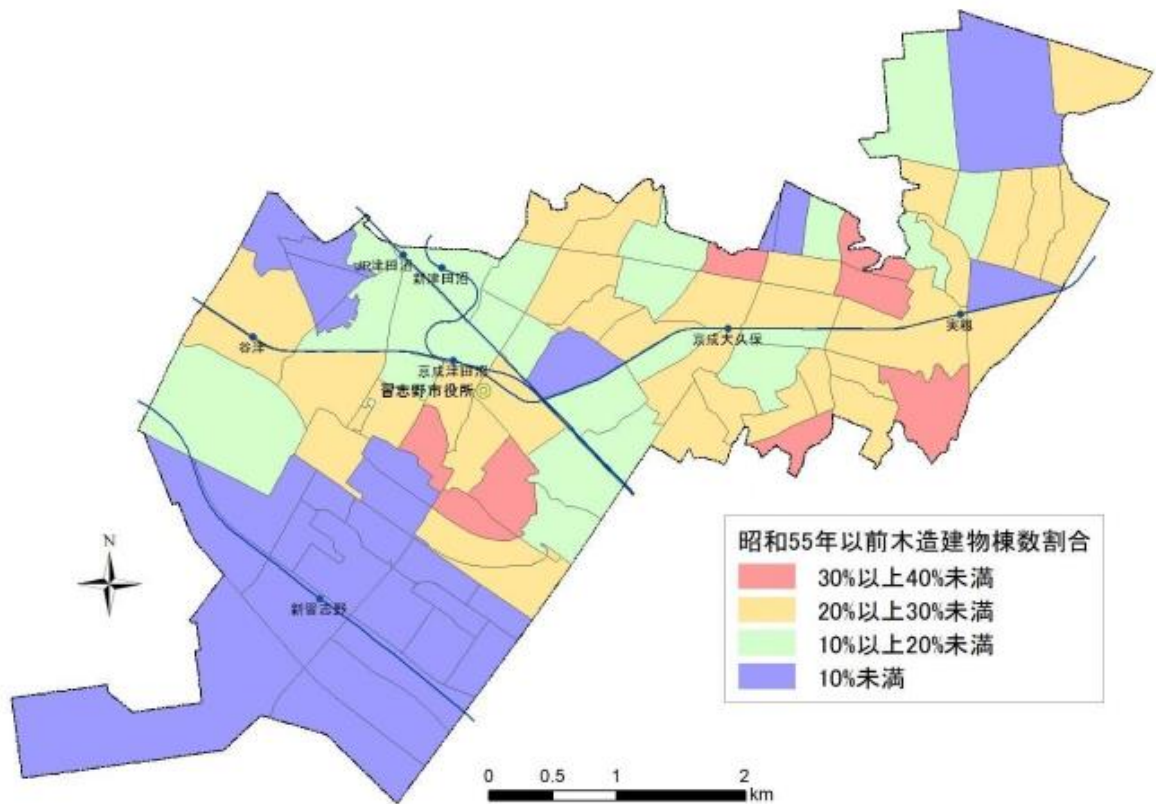 JR津田沼
新津田沼
谷津
京成津田沼
習志野市役所
京成大久保
実籾
新習志野
N
昭和55年以前木造建物棟数割合
30%以上40%未満
20%以上30%未満
10%以上20%未満
10%未満
0 0.5 1 2
km